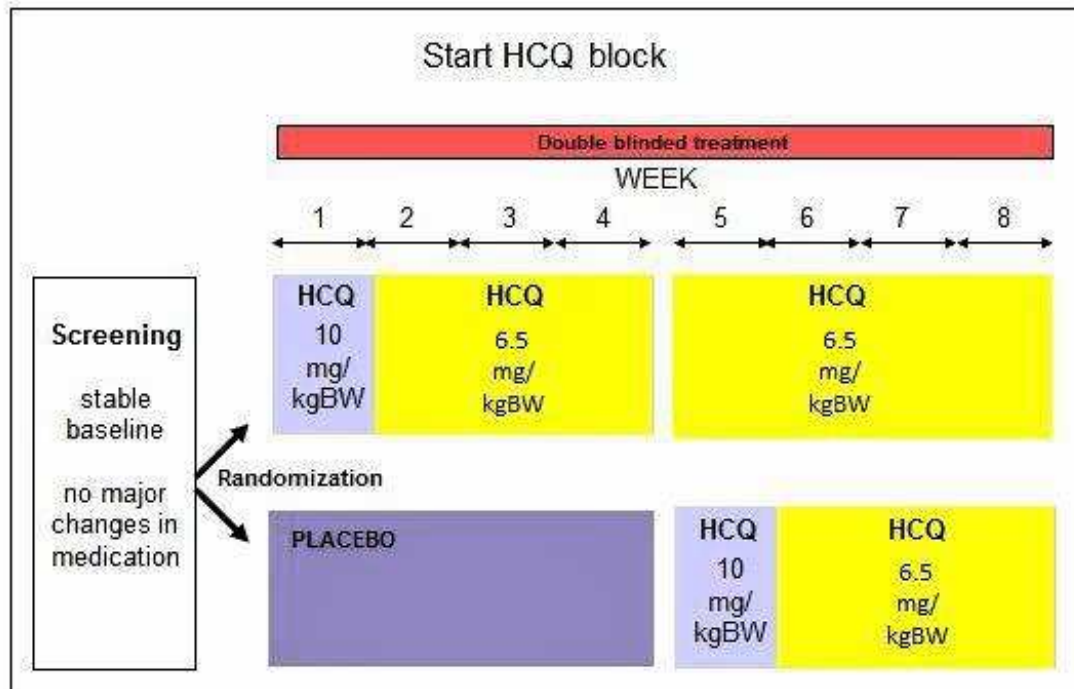 Start HCQ block
Double blinded treatment
WEEK
1 2 3 4 5 6 7 8
Screening
stable
baseline
no major
changes in
medication
Randomization
HCQ
10
mg/
kgBW
HCQ
6.5
mg/
kgBW
HCQ
6.5
mg/
kgBW
PLACEBO
HCQ
10
mg/
kgBW
HCQ
6.5
mg/
kgBW